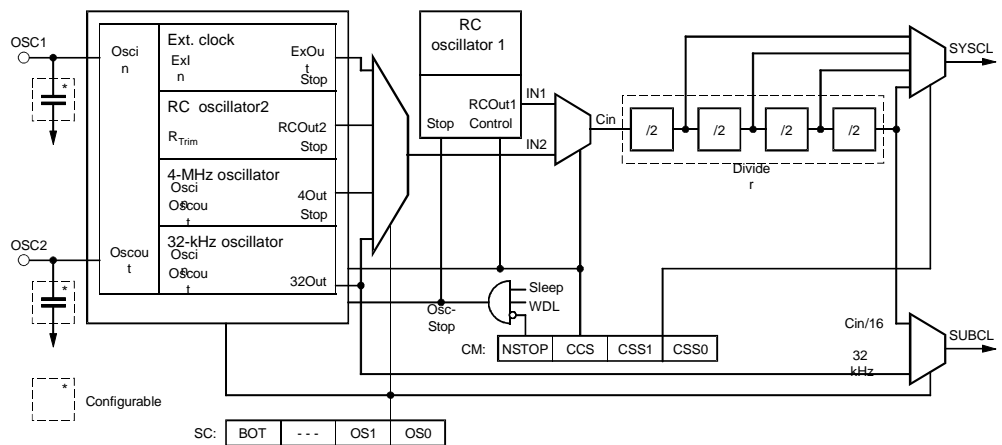 OSC1
*
OSC2
*
*
Configurable
Osci
n
Oscou
t
Ext. clock
ExI
n
ExOu
t
Stop
RC oscillator2
RTrim
RCOut2
Stop
4-MHz oscillator
Osci
n
Oscou
t
4Out
Stop
32-kHz oscillator
Osci
n
Oscou
t
32Out
RC
oscillator 1
RCOut1
Stop
Control
IN1
IN2
Cin
/2
/2
/2
/2
Divide
r
SYSCL
Osc-
Stop
Sleep
WDL
CM:
NSTOP
CCS
CSS1
CSS0
Cin/16
32
kHz
SUBCL
SC:
BOT
- - -
OS1
OS0